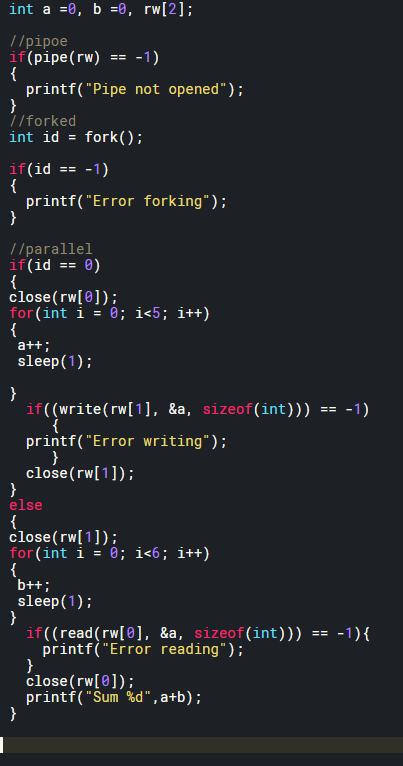 int a =0, b =0, rw[2];
//pipoe
if(pipe(rw) == -1)
{
printf("Pipe not opened");
}
//forked
int id = fork();
if(id == -1)
{
printf("Error forking");
}
//parallel
if(id == 0)
{
close(rw[0]);
for(int i = 0; i<5; i++)
{
a++;
sleep(1);
}
if((write(rw[1], &a, sizeof(int))) == -1)
{
printf("Error writing");
}
close(rw[1]);
}
else
{
close(rw[1]);
for(int i = 0; i<6; i++)
{
b++;
sleep(1);
}
if((read(rw[0], &a, sizeof(int))) == -1){
printf("Error reading");
}
close(rw[0]);
printf("Sum %d",a+b);
}